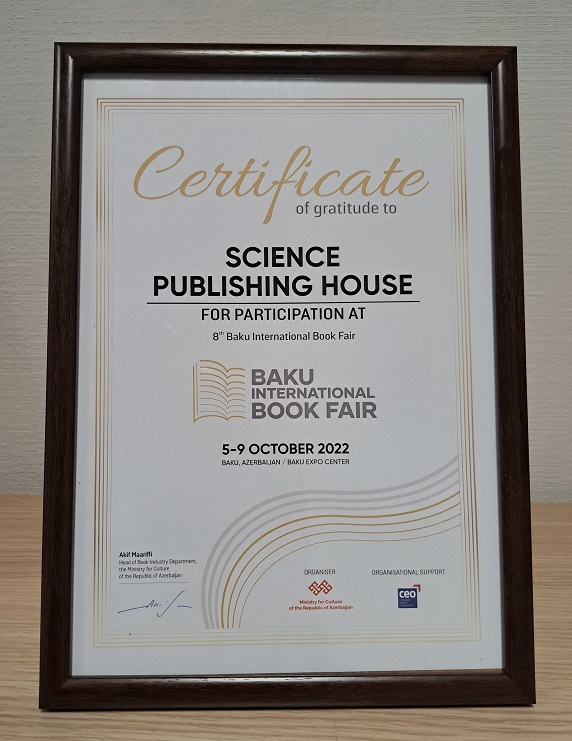 Certificate
of gratitude to
SCIENCE
PUBLISHING HOUSE
FOR PARTICIPATION AT
8th Baku International Book Fair
BAKU
INTERNATIONAL
BOOK FAIR
5-9 OCTOBER 2022
BAKU, AZERBAIJAN / BAKU EXPO CENTER
Akif Maarifli
Head of Book Industry Department,
the Ministry for Culture
of the Republic of Azerbaijan
ORGANISER
Ministry for Culture
of the Republic of Azerbaijan
ORGANISATIONAL SUPPORT
ceo